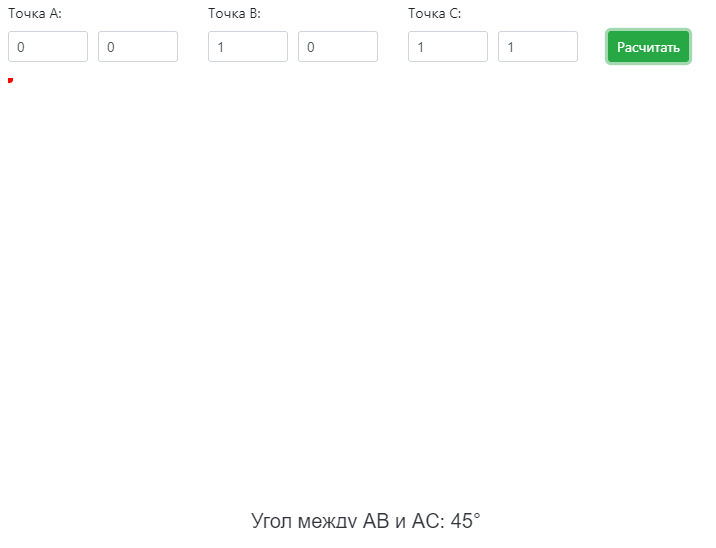 Точка A: Точка B: Точка C:
0 0 1 0 1 1 Расчитать
Угол между AB и AC: 45°